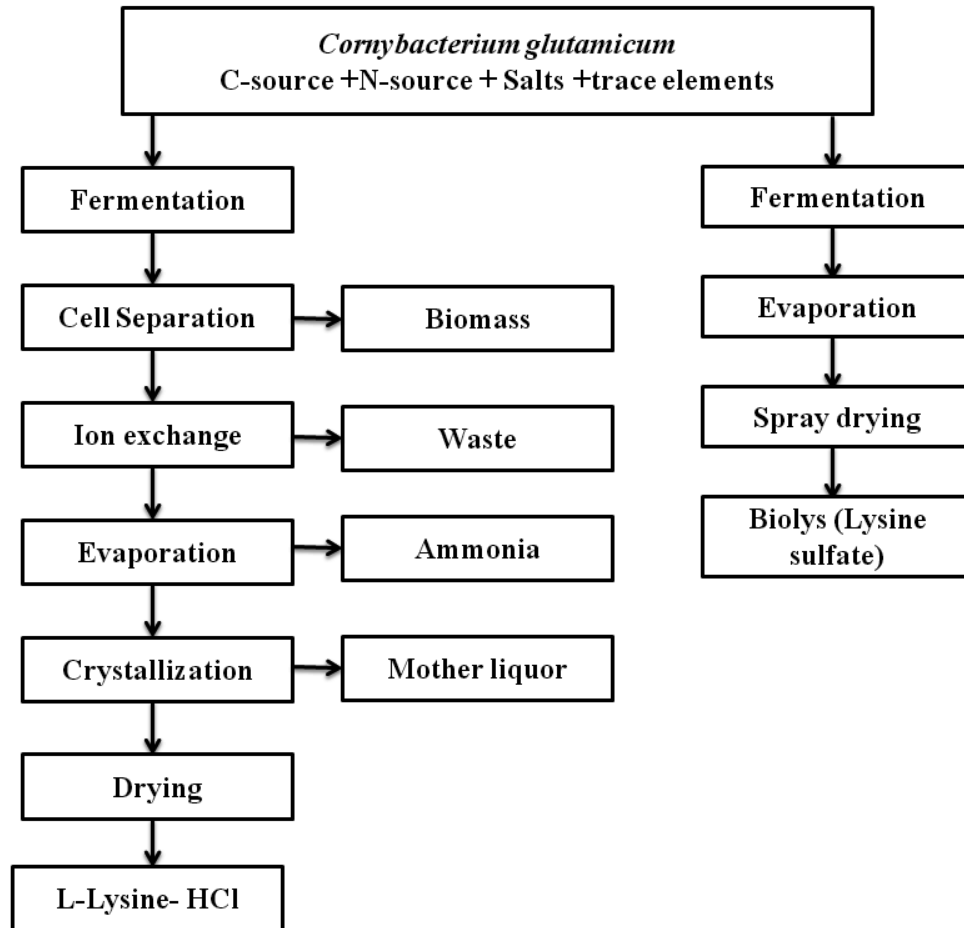 Cornybacterium glutamicum
C-source +N-source + Salts +trace elements
Fermentation
Cell Separation
Biomass
Ion exchange
Waste
Evaporation
Ammonia
Crystallization
Mother liquor
Drying
L-Lysine- HCl
Fermentation
Evaporation
Spray drying
Biolys (Lysine
sulfate)